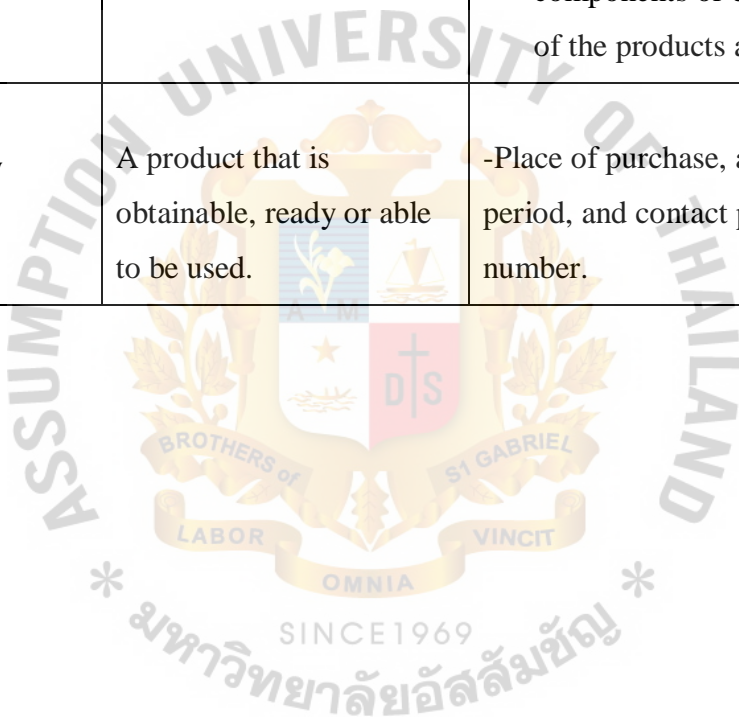 of the products
A product that is
obtainable, ready or able
to be used.
-Place of purchase,
period, and contact
number.
ASSUMPTION UNIVERSITY OF THAILAND
A M
D S
BROTHERS of ST GABRIEL
LABOR
VINCIT
OMNIA
SINCE1969
* มหาวิทยาลัยอัสสัมชัญ *